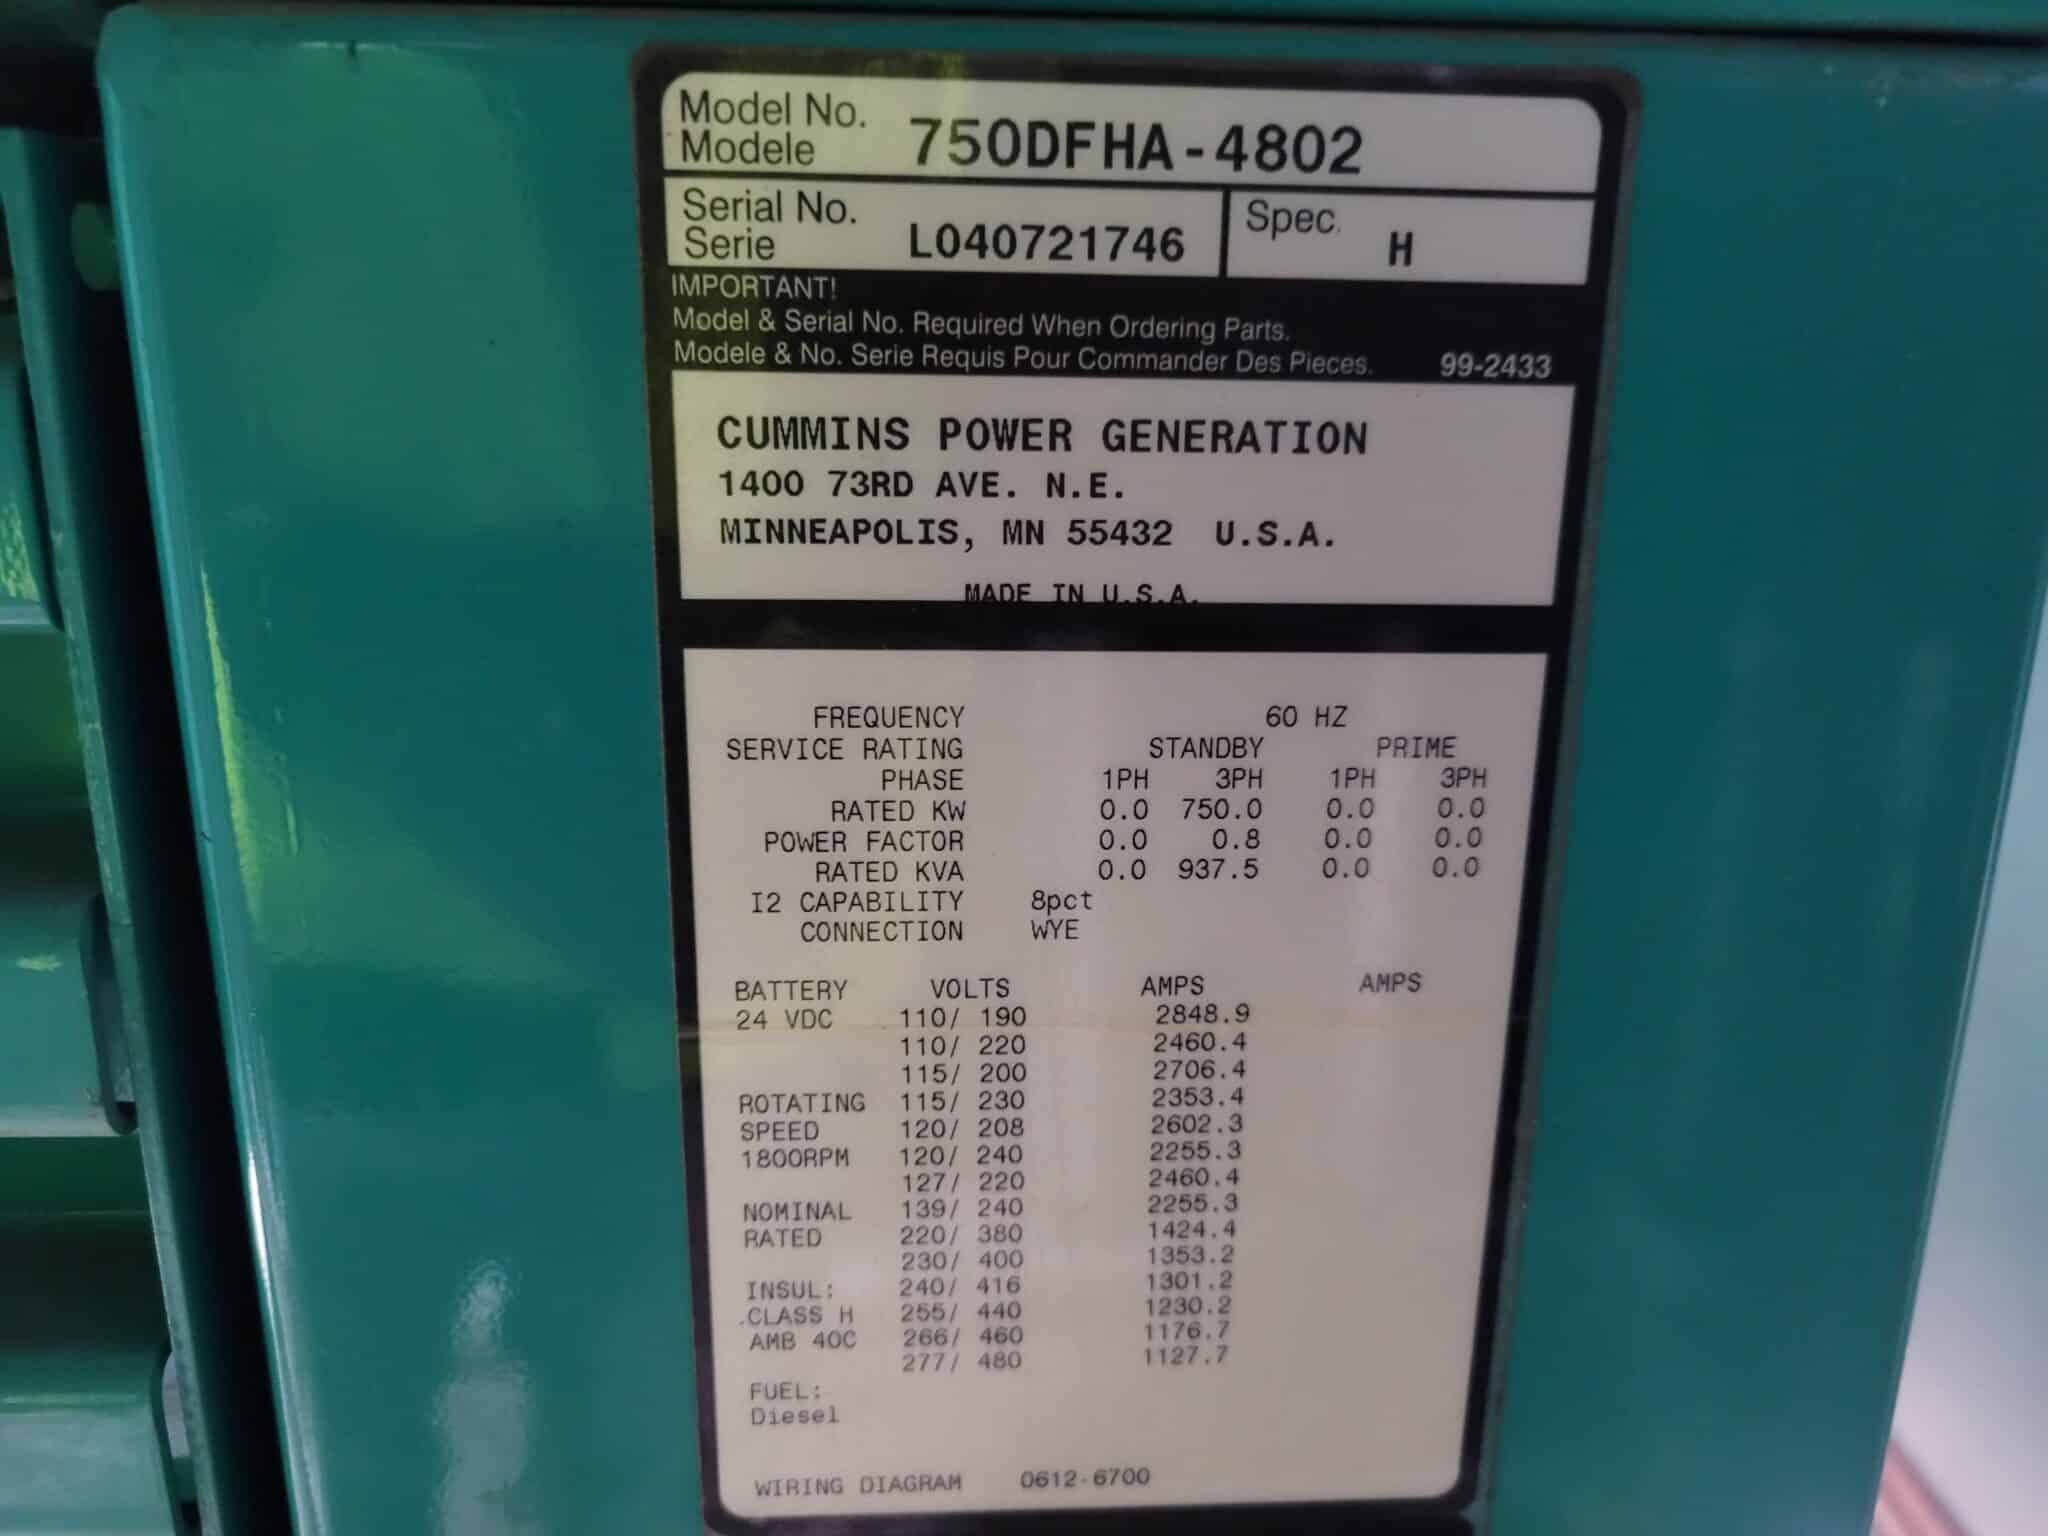 Model No. 750DFHA-4802
Modele
Serial No. L040721746 Spec. H
Serie
IMPORTANT!
Model & Serial No. Required When Ordering Parts.
Modele & No. Serie Requis Pour Commander Des Pieces. 99-2433
CUMMINS POWER GENERATION
1400 73RD AVE. N.E.
MINNEAPOLIS, MN 55432 U.S.A.
MADE IN U.S.A.
FREQUENCY 60 HZ
SERVICE RATING STANDBY PRIME
PHASE 1PH 3PH 1PH 3PH
RATED KW 0.0 750.0 0.0 0.0
POWER FACTOR 0.0 0.8 0.0 0.0
RATED KVA 0.0 937.5 0.0 0.0
I2 CAPABILITY 8pct
CONNECTION WYE
BATTERY VOLTS AMPS AMPS
24 VDC 110/ 190 2848.9
110/ 220 2460.4
115/ 200 2706.4
ROTATING 115/ 230 2353.4
SPEED 120/ 208 2602.3
1800RPM 120/ 240 2255.3
127/ 220 2460.4
NOMINAL 139/ 240 2255.3
RATED 220/ 380 1424.4
230/ 400 1353.2
INSUL: 240/ 416 1301.2
.CLASS H 255/ 440 1230.2
AMB 40C 266/ 460 1176.7
277/ 480 1127.7
FUEL:
Diesel
WIRING DIAGRAM 0612-6700